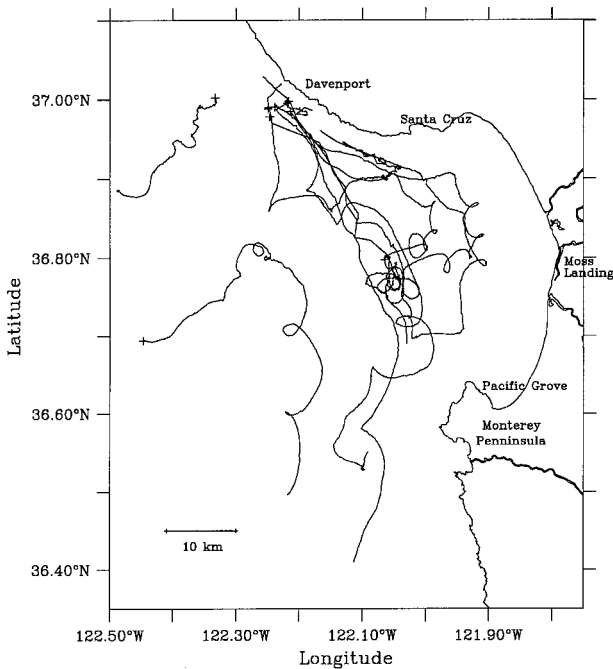 Davenport
37.00°N
Santa Cruz
36.80°N
Moss
Landing
Latitude
36.60°N
Pacific Grove
Monterey
Penninsula
10 km
36.40°N
122.50°W 122.30°W 122.10°W 121.90°W
Longitude